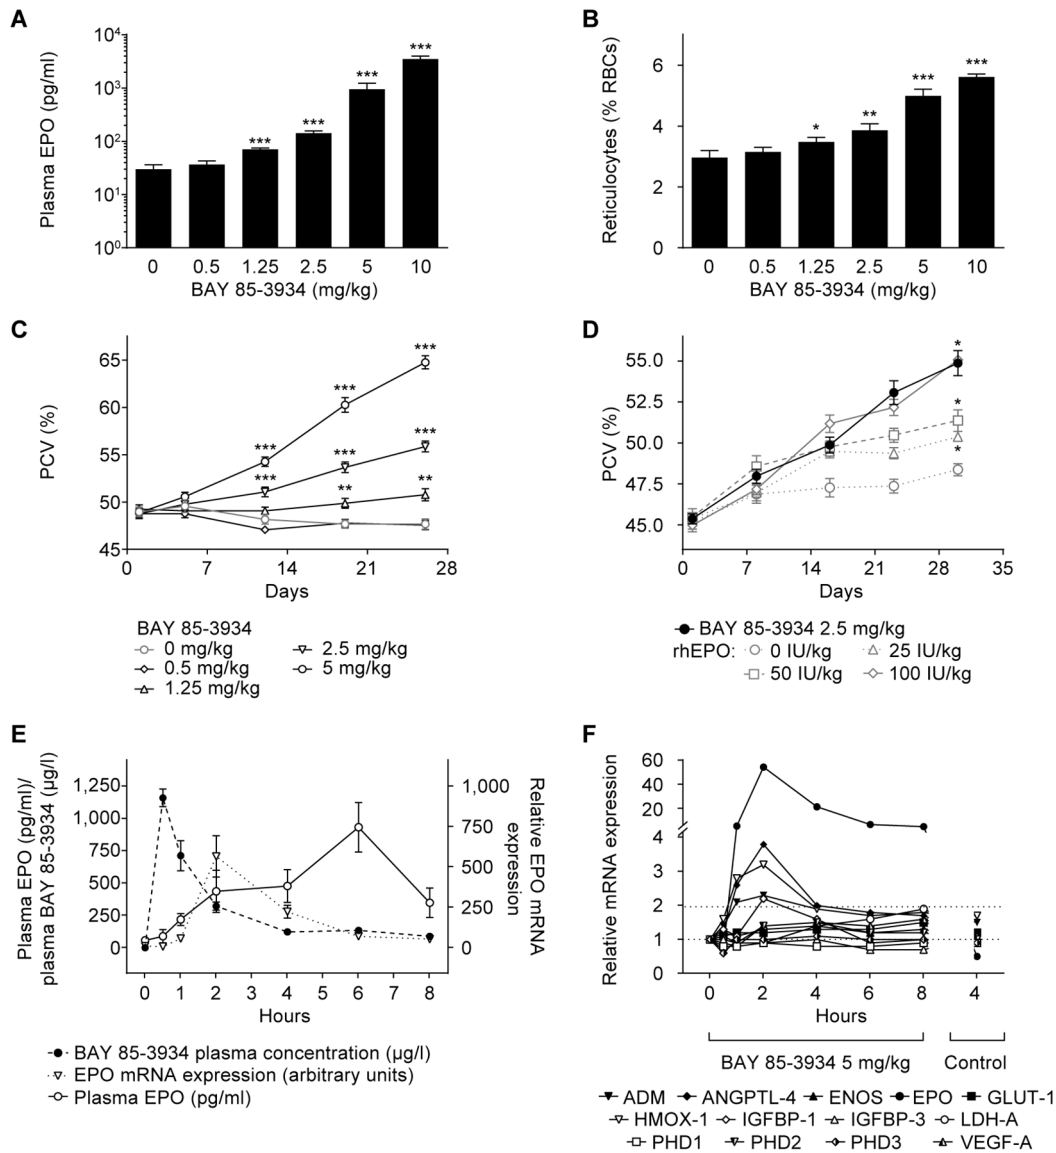 A
Plasma EPO (pg/ml)
10⁴
10³
10²
10¹
10⁰
***
***
***
***
0 0.5 1.25 2.5 5 10
BAY 85-3934 (mg/kg)
B
Reticulocytes (% RBCs)
6
4
2
0
*
**
***
***
0 0.5 1.25 2.5 5 10
BAY 85-3934 (mg/kg)
C
PCV (%)
65
60
55
50
45
***
***
***
***
***
***
**
**
0 7 14 21 28
Days
BAY 85-3934
0 mg/kg
0.5 mg/kg
1.25 mg/kg
2.5 mg/kg
5 mg/kg
D
PCV (%)
55.0
52.5
50.0
47.5
45.0
*
*
*
0 7 14 21 28 35
Days
BAY 85-3934 2.5 mg/kg
rhEPO: 0 IU/kg 25 IU/kg
50 IU/kg 100 IU/kg
E
Plasma EPO (pg/ml)/
plasma BAY 85-3934 (µg/l)
1,250
1,000
750
500
250
0
1,000
750
500
250
0
Relative EPO mRNA
expression
0 1 2 3 4 5 6 7 8
Hours
BAY 85-3934 plasma concentration (µg/l)
EPO mRNA expression (arbitrary units)
Plasma EPO (pg/ml)
F
Relative mRNA expression
60
40
20
4
3
2
1
0
0 2 4 6 8 4
Hours
BAY 85-3934 5 mg/kg Control
ADM ANGPTL-4 ENOS EPO GLUT-1
HMOX-1 IGFBP-1 IGFBP-3 LDH-A
PHD1 PHD2 PHD3 VEGF-A